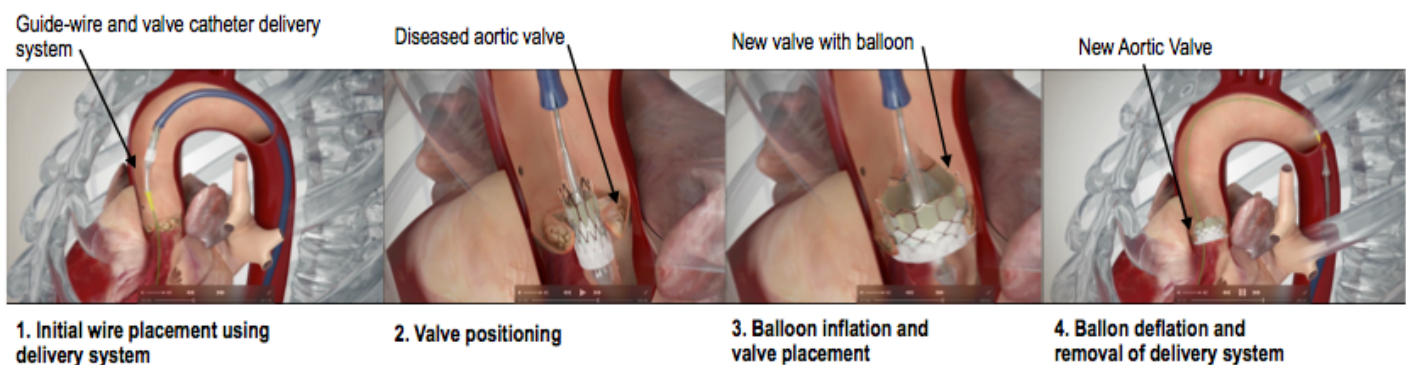 Guide-wire and valve catheter delivery
system
Diseased aortic valve
New valve with balloon
New Aortic Valve
1. Initial wire placement using
delivery system
2. Valve positioning
3. Balloon inflation and
valve placement
4. Ballon deflation and
removal of delivery system